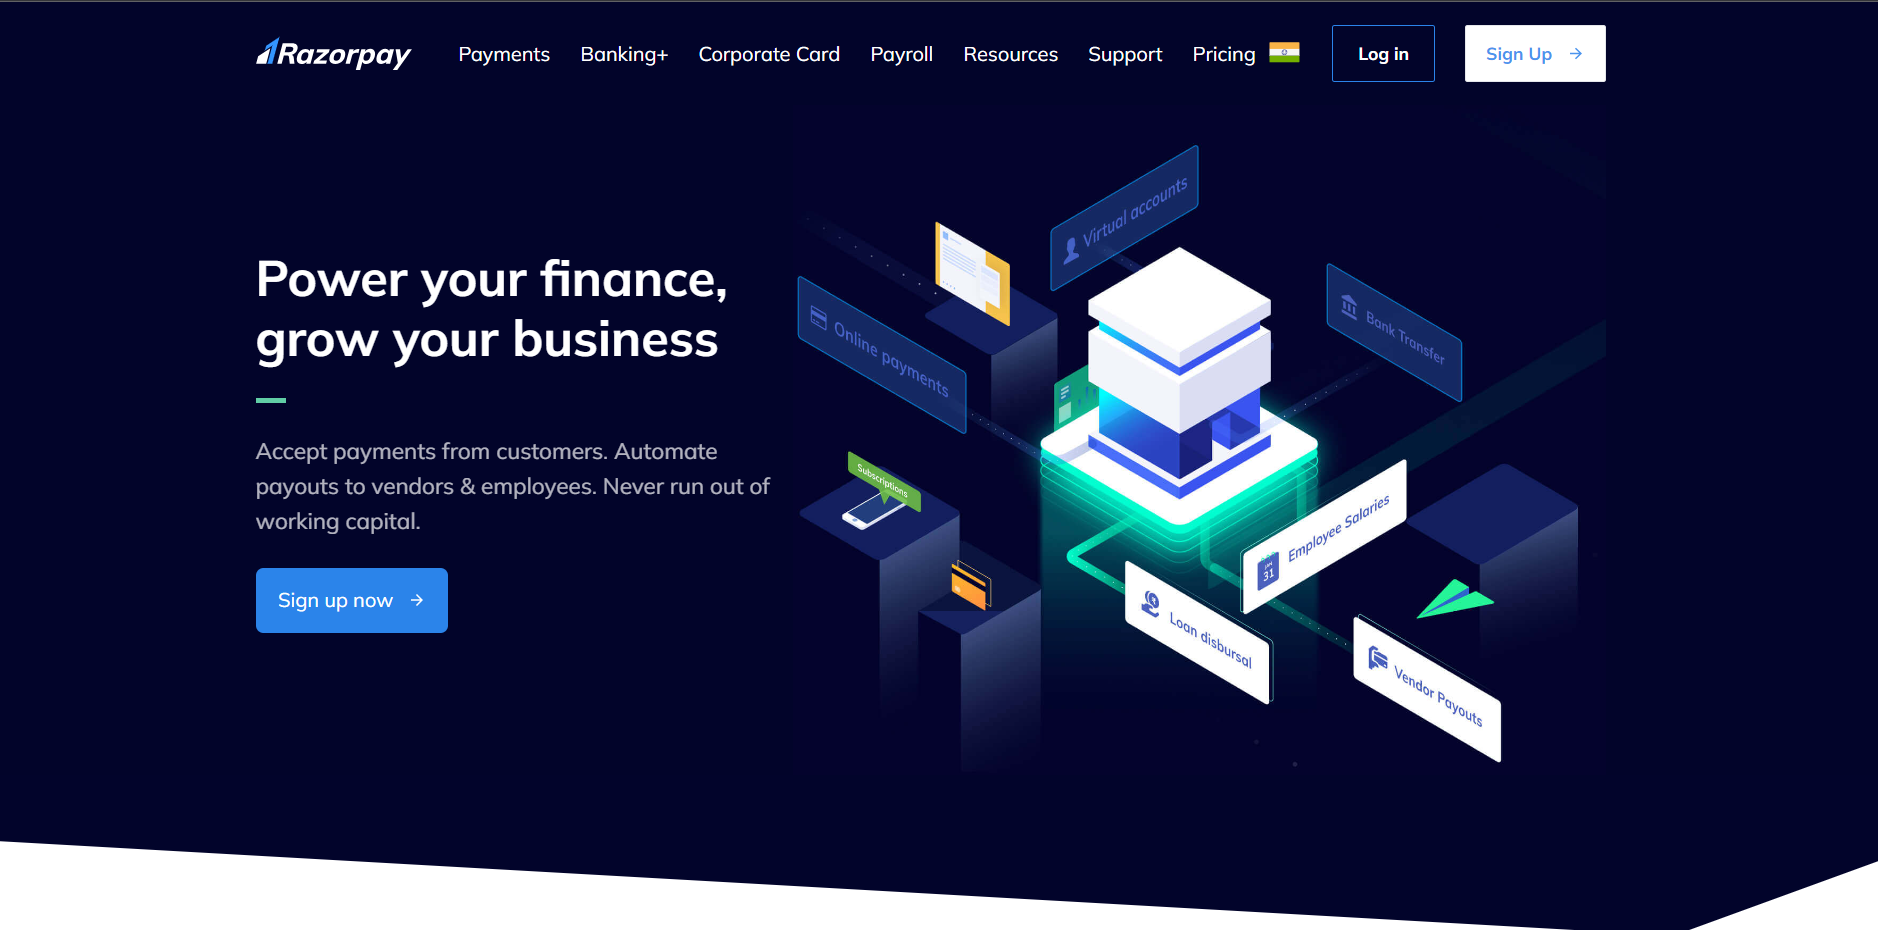 Razorpay
Payments
Banking+
Corporate Card
Payroll
Resources
Support
Pricing
Log in
Sign Up
Power your finance,
grow your business
Accept payments from customers. Automate
payouts to vendors & employees. Never run out of
working capital.
Sign up now
Virtual accounts
Online payments
Bank Transfer
Subscriptions
Employee Salaries
JAN
31
Loan disbursal
Vendor Payouts